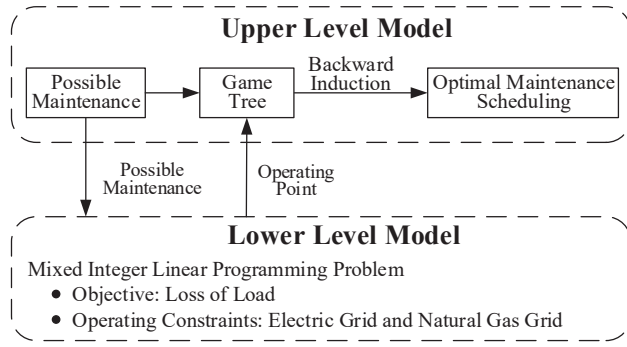 Upper Level Model
Possible
Maintenance
Game
Tree
Backward
Induction
Optimal Maintenance
Scheduling
Possible
Maintenance
Operating
Point
Lower Level Model
Mixed Integer Linear Programming Problem
● Objective: Loss of Load
● Operating Constraints: Electric Grid and Natural Gas Grid